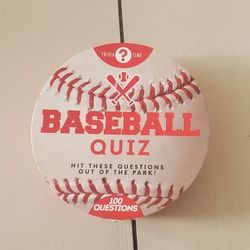 TRIVIA ? TIME
BASEBALL
QUIZ
HIT THESE QUESTIONS
OUT OF THE PARK!
100
QUESTIONS